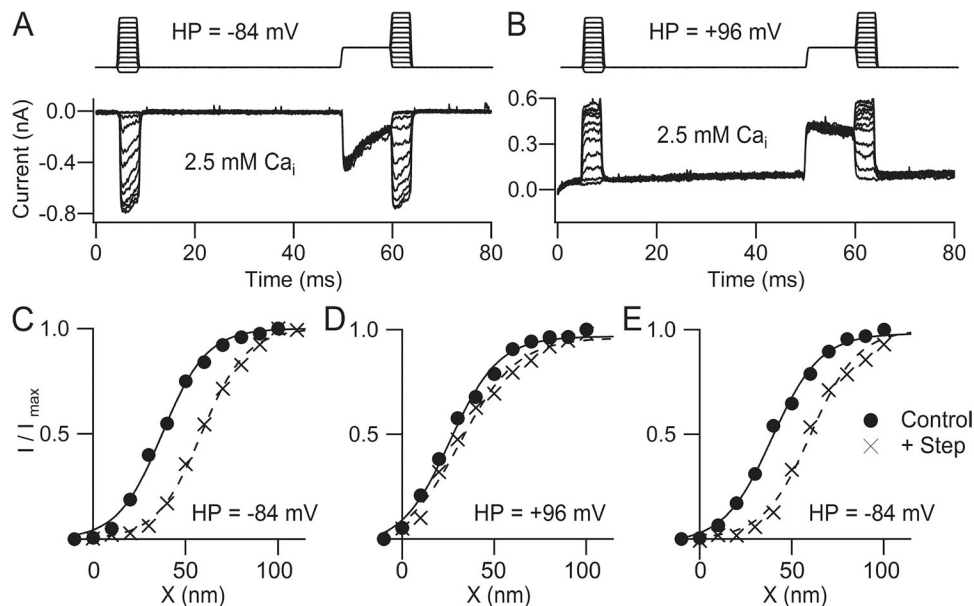 A
HP = -84 mV
B
HP = +96 mV
Current (nA)
0.0
-0.4
-0.8
2.5 mM Cai
0 20 40 60 80
Time (ms)
0.6
0.3
0.0
2.5 mM Cai
0 20 40 60 80
Time (ms)
C
I / Imax
1.0
0.5
HP = -84 mV
0 50 100
X (nm)
D
1.0
0.5
HP = +96 mV
0 50 100
X (nm)
E
1.0
0.5
Control
+ Step
HP = -84 mV
0 50 100
X (nm)